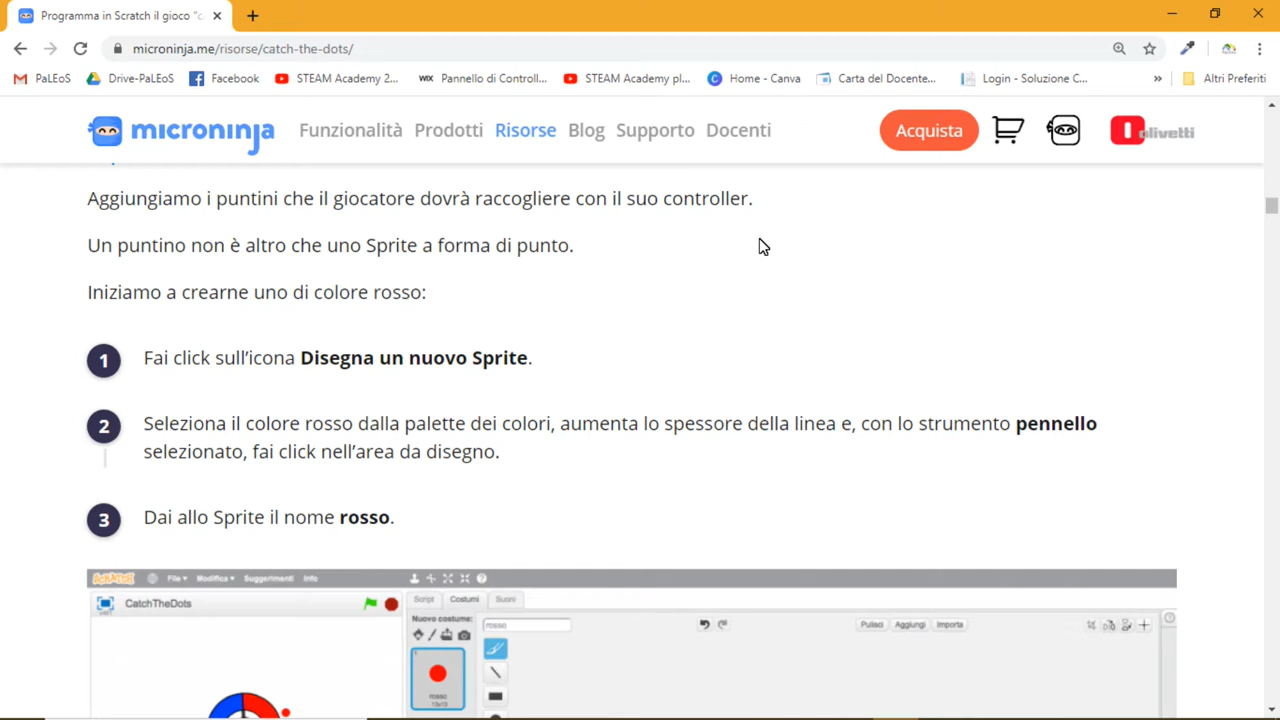 Programma in Scratch il gioco "c
microninja.me/risorse/catch-the-dots/
PaLEoS Drive-PaLEoS Facebook STEAM Academy 2... WIX Pannello di Controll... STEAM Academy pl... Home - Canva Carta del Docente... Login - Soluzione C... » Altri Preferiti
microninja Funzionalità Prodotti Risorse Blog Supporto Docenti Acquista olivetti
Aggiungiamo i puntini che il giocatore dovrà raccogliere con il suo controller.
Un puntino non è altro che uno Sprite a forma di punto.
Iniziamo a crearne uno di colore rosso:
1 Fai click sull'icona Disegna un nuovo Sprite.
2 Seleziona il colore rosso dalla palette dei colori, aumenta lo spessore della linea e, con lo strumento pennello
selezionato, fai click nell'area da disegno.
3 Dai allo Sprite il nome rosso.
SCRATCH File Modifica Suggerimenti Info
CatchTheDots Script Costumi Suoni
Nuovo costume: rosso Pulisci Aggiungi Importa
1
rosso